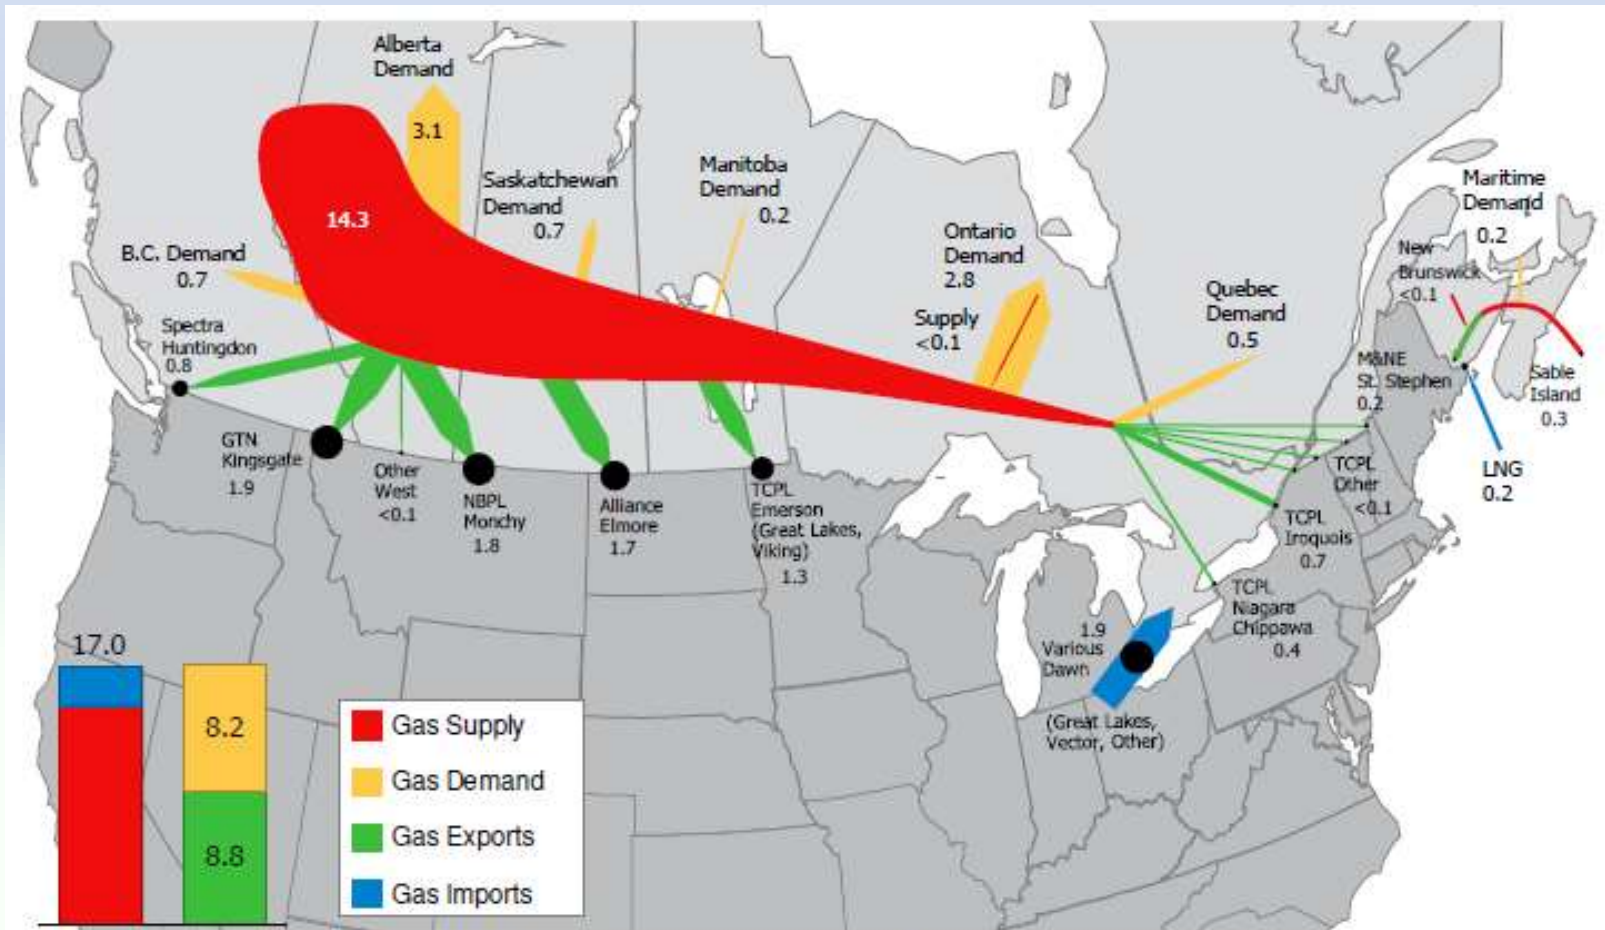 Alberta
Demand
3.1
Saskatchewan
Demand
0.7
Manitoba
Demand
0.2
14.3
B.C. Demand
0.7
Spectra
Huntingdon
0.8
Ontario
Demand
2.8
Supply
<0.1
Quebec
Demand
0.5
Maritime
Demand
0.2
New
Brunswick
<0.1
M&NE
St. Stephen
0.2
Sable
Island
0.3
LNG
0.2
GTN
Kingsgate
1.9
Other
West
<0.1
NBPL
Monchy
1.8
Alliance
Elmore
1.7
TCPL
Emerson
(Great Lakes,
Viking)
1.3
TCPL
Other
<0.1
TCPL
Iroquois
0.7
TCPL
Niagara
Chippawa
0.4
1.9
Various
Dawn
(Great Lakes,
Vector, Other)
17.0
8.2
8.8
Gas Supply
Gas Demand
Gas Exports
Gas Imports